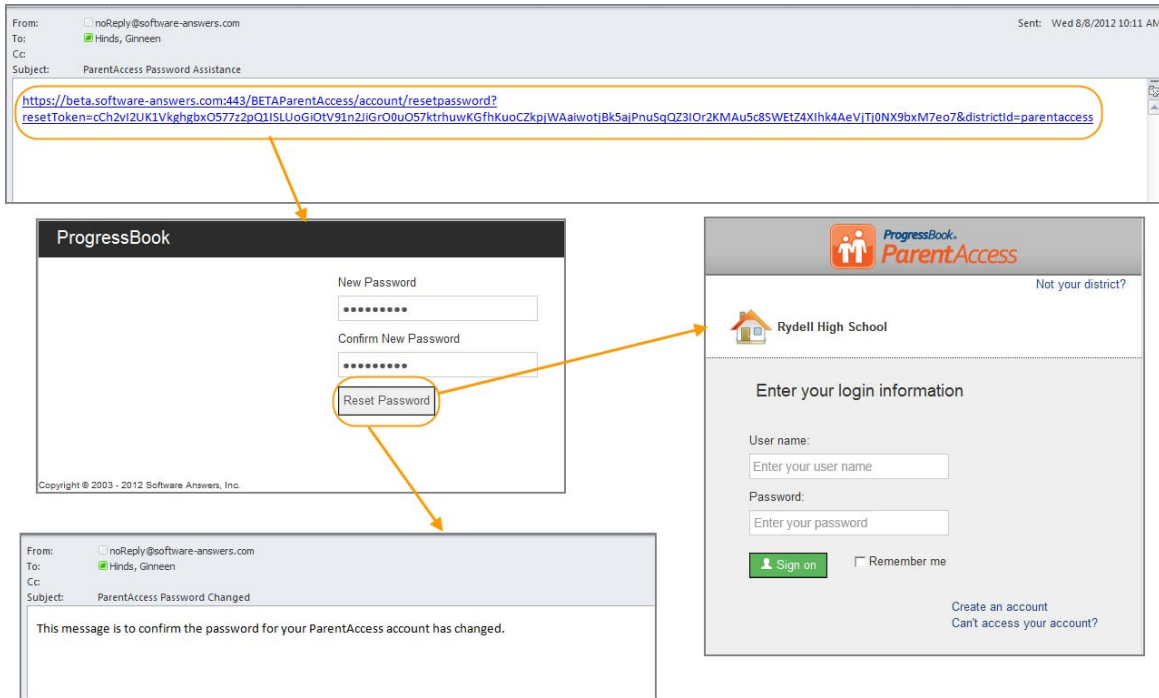 From: noReply@software-answers.com Sent: Wed 8/8/2012 10:11 AM
To: Hinds, Ginneen
Cc:
Subject: ParentAccess Password Assistance
https://beta.software-answers.com:443/BETAParentAccess/account/resetpassword?
resetToken=cCh2vI2UK1VkghgbxO577z2pQ1ISLUoGiOtV91n2JiGrO0uO57ktrhuwKGfhKuoCZkpjWAaiwotjBk5ajPnuSqQZ3IOr2KMAu5c8SWEtZ4XIhk4AeVjTj0NX9bxM7eo7&districtId=parentaccess
ProgressBook
New Password
Confirm New Password
Reset Password
Copyright © 2003 - 2012 Software Answers, Inc.
ProgressBook®
ParentAccess
Not your district?
Rydell High School
Enter your login information
User name:
Enter your user name
Password:
Enter your password
Sign on Remember me
Create an account
Can't access your account?
From: noReply@software-answers.com
To: Hinds, Ginneen
Cc:
Subject: ParentAccess Password Changed
This message is to confirm the password for your ParentAccess account has changed.